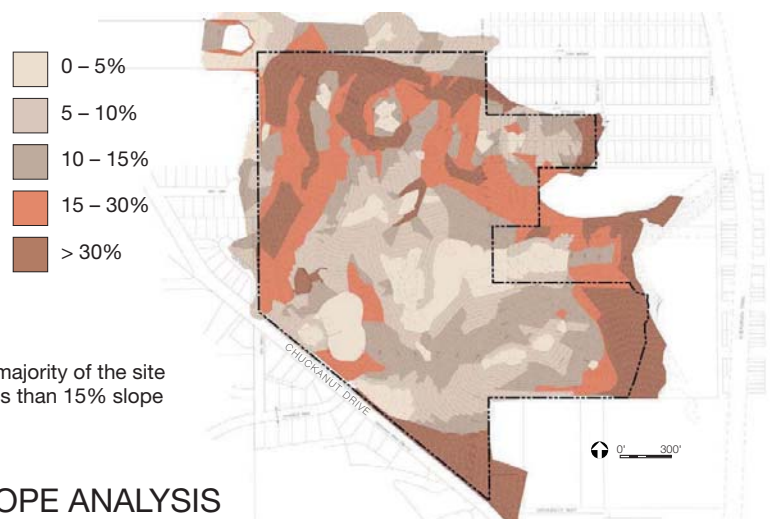 0 – 5%
5 – 10%
10 – 15%
15 – 30%
> 30%
majority of the site
s than 15% slope
CHUCKANUT DRIVE
0' 300'
OPE ANALYSIS